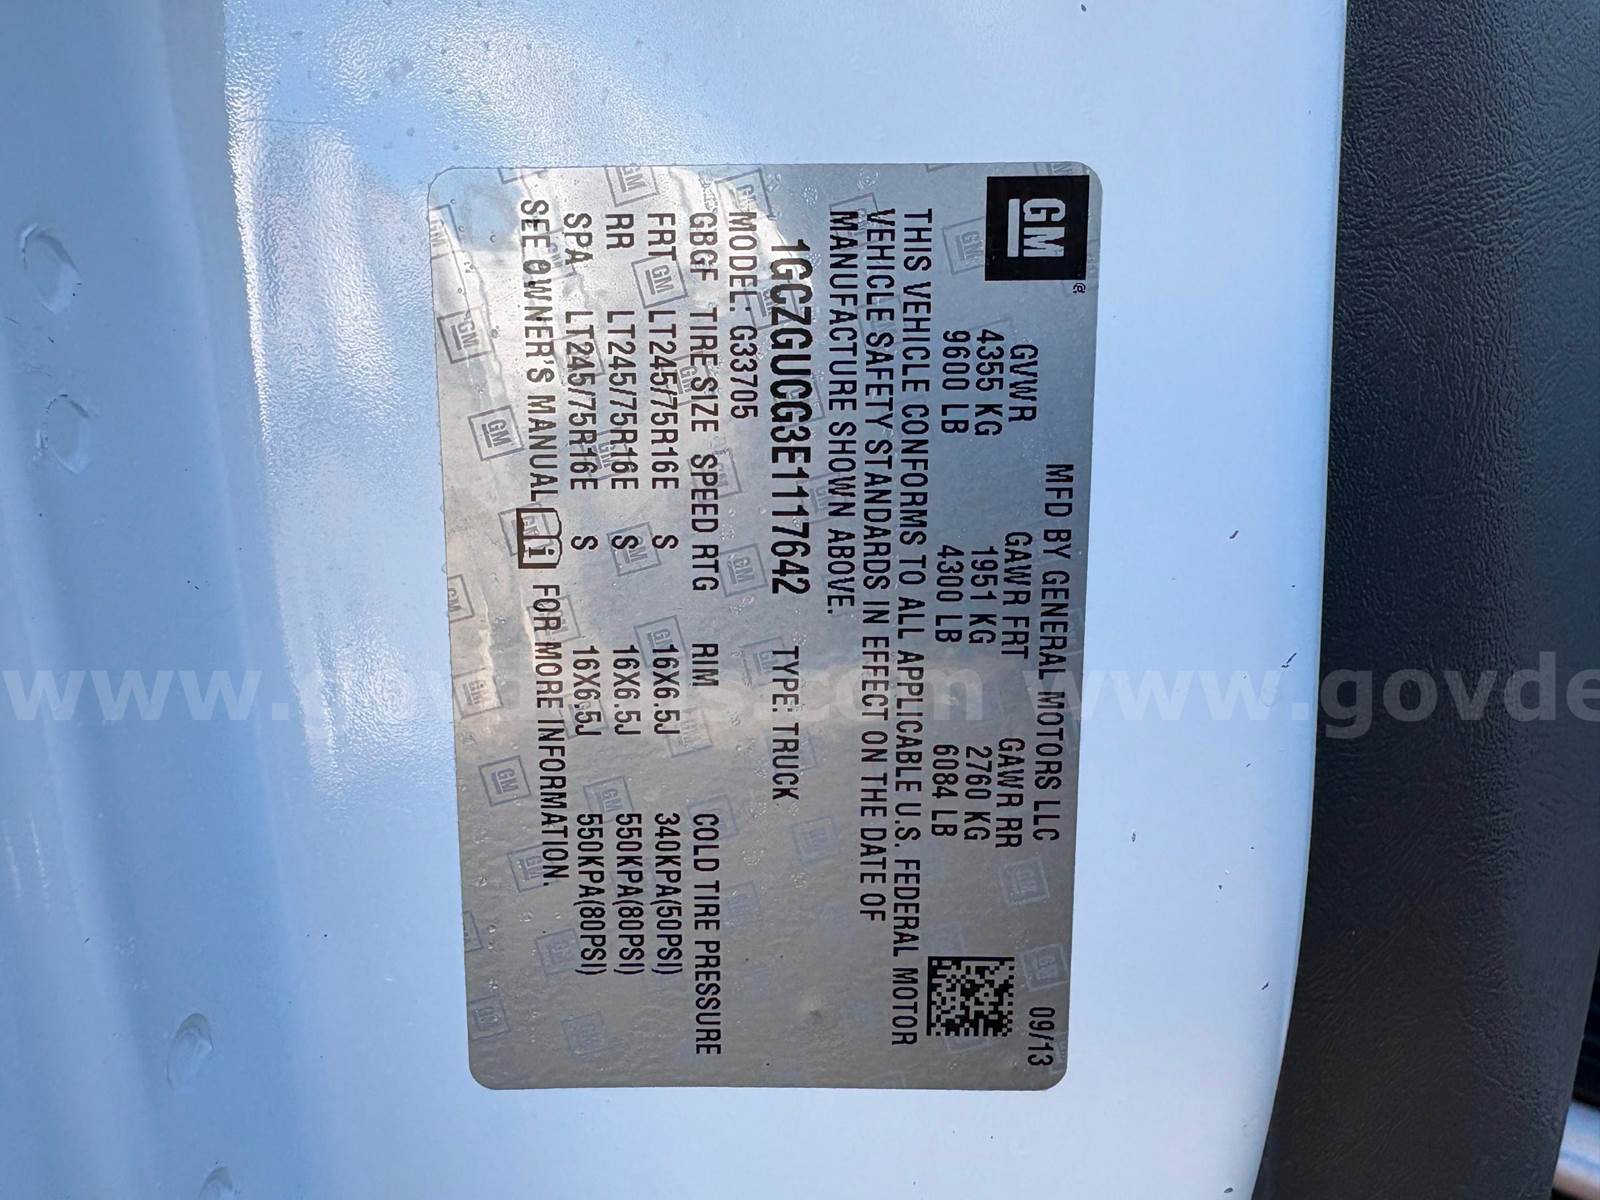 GM
MFD BY GENERAL MOTORS LLC 09/13
GVWR GAWR FRT GAWR RR
4355 KG 1951 KG 2760 KG
9600 LB 4300 LB 6084 LB
THIS VEHICLE CONFORMS TO ALL APPLICABLE U.S. FEDERAL MOTOR
VEHICLE SAFETY STANDARDS IN EFFECT ON THE DATE OF
MANUFACTURE SHOWN ABOVE.
1GCZGUCG3E1117642 TYPE: TRUCK
MODEL: G33705
GBGF TIRE SIZE SPEED RTG RIM COLD TIRE PRESSURE
FRT LT245/75R16E S 16X6.5J 340KPA(50PSI)
RR LT245/75R16E S 16X6.5J 550KPA(80PSI)
SPA LT245/75R16E S 16X6.5J 550KPA(80PSI)
SEE OWNER'S MANUAL i FOR MORE INFORMATION.
www.govdeals.com www.govde